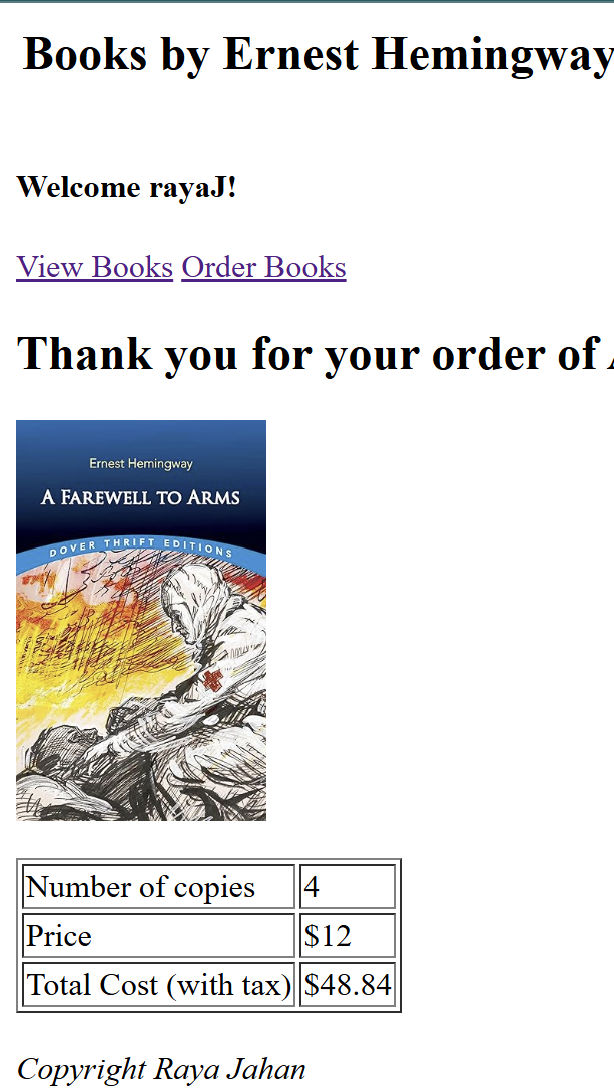 Books by Ernest Hemingway
Welcome rayaJ!
View Books Order Books
Thank you for your order of
Ernest Hemingway
A FAREWELL TO ARMS
DOVER THRIFT EDITIONS
Number of copies 4
Price $12
Total Cost (with tax) $48.84
Copyright Raya Jahan